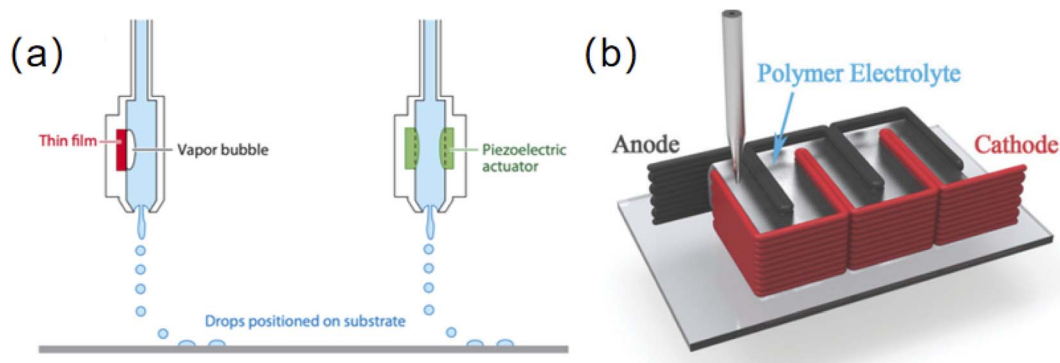 (a)
Thin film
Vapor bubble
Piezoelectric
actuator
Drops positioned on substrate
(b)
Polymer Electrolyte
Anode
Cathode